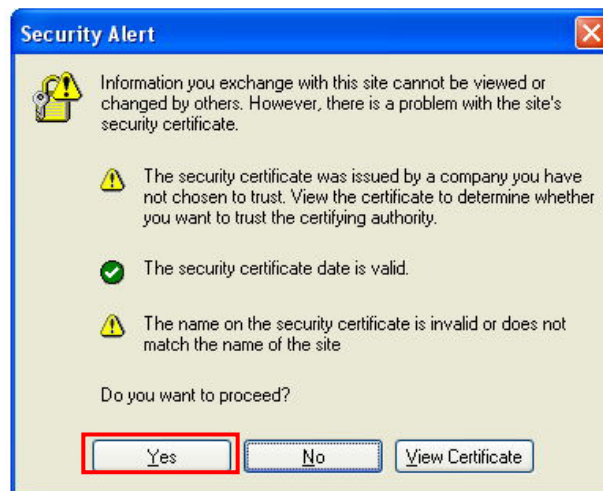 Security Alert
Information you exchange with this site cannot be viewed or
changed by others. However, there is a problem with the site's
security certificate.
The security certificate was issued by a company you have
not chosen to trust. View the certificate to determine whether
you want to trust the certifying authority.
The security certificate date is valid.
The name on the security certificate is invalid or does not
match the name of the site
Do you want to proceed?
Yes No View Certificate